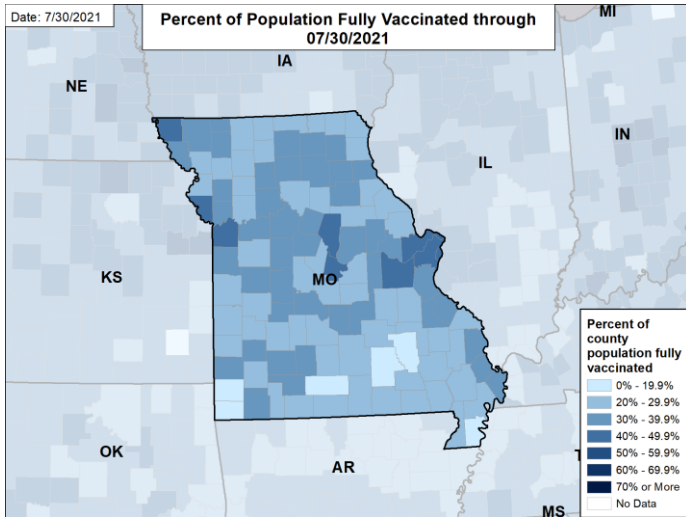 Date: 7/30/2021
Percent of Population Fully Vaccinated through
07/30/2021
MI
IA
NE
IN
IL
KS
MO
OK
AR
MS
Percent of
county
population fully
vaccinated
0% - 19.9%
20% - 29.9%
30% - 39.9%
40% - 49.9%
50% - 59.9%
60% - 69.9%
70% or More
No Data